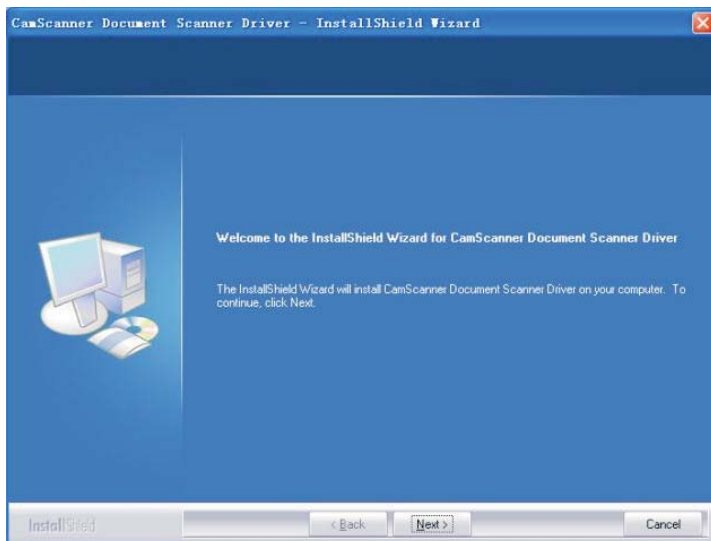 CamScanner Document Scanner Driver - InstallShield Wizard
Welcome to the InstallShield Wizard for CamScanner Document Scanner Driver
The InstallShield Wizard will install CamScanner Document Scanner Driver on your computer. To
continue, click Next.
InstallShield
< Back Next > Cancel